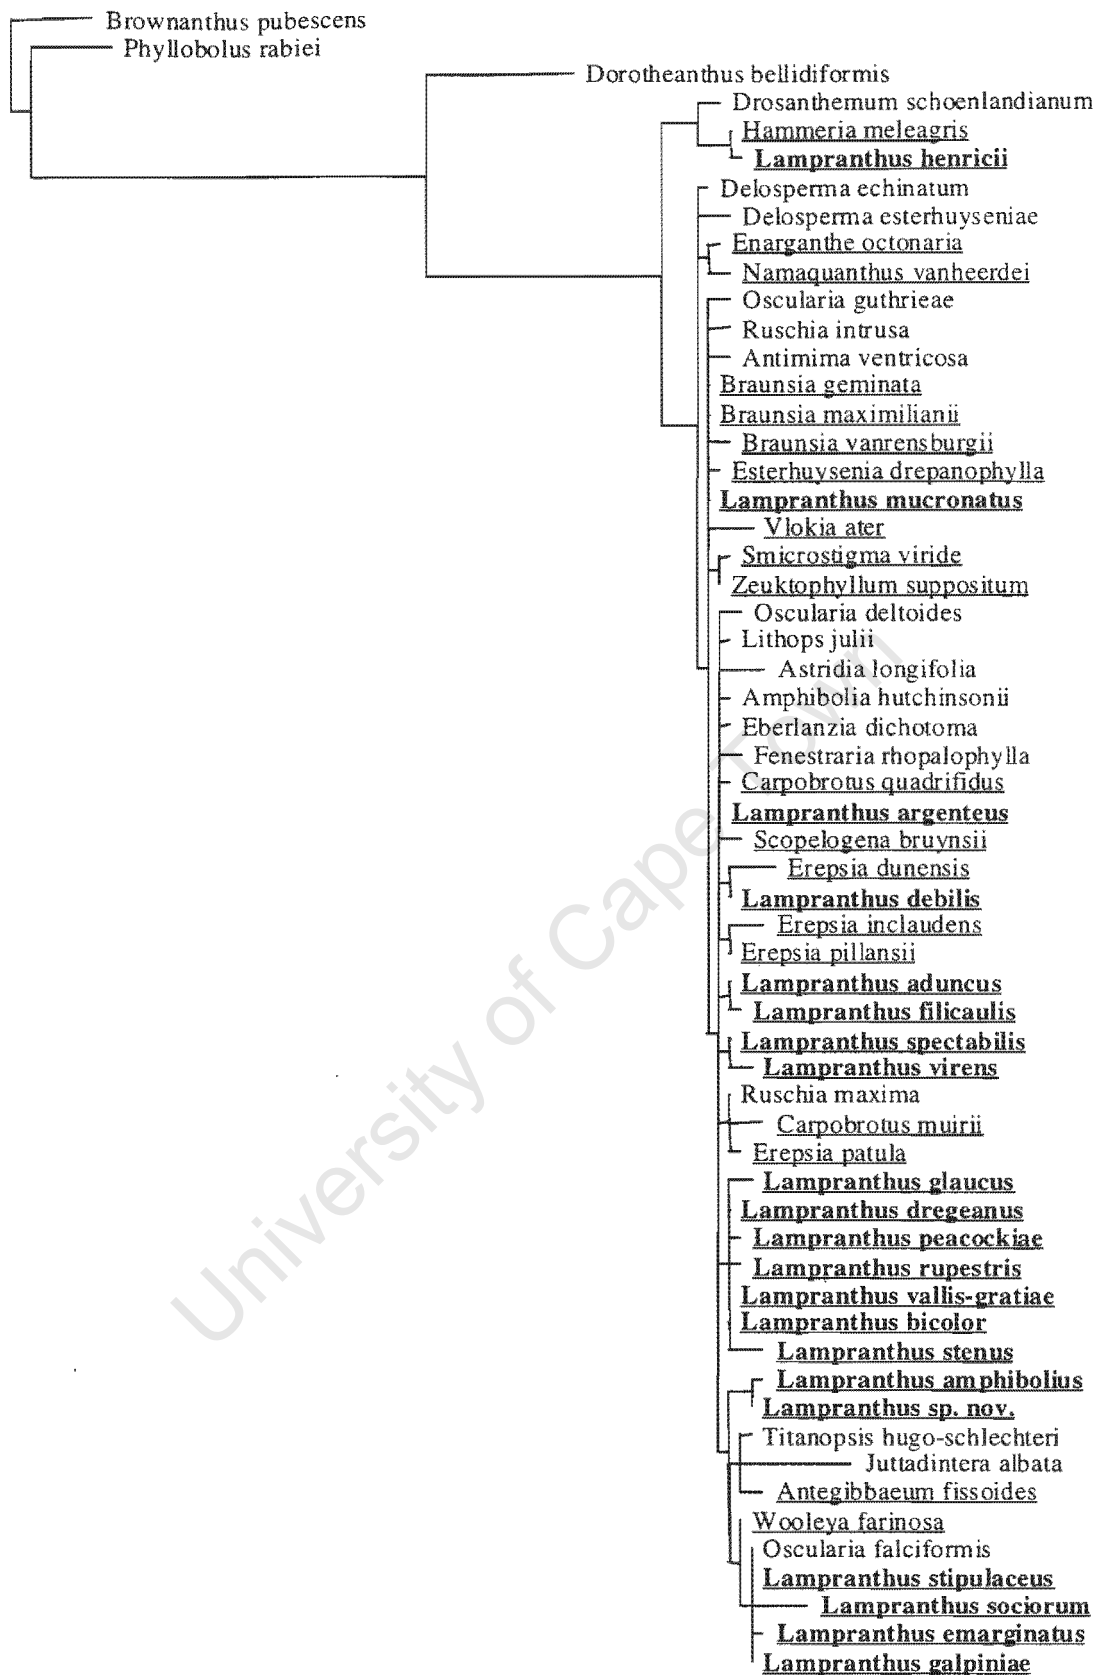 Brownanthus pubescens
Phyllobolus rabiei
Dorotheanthus bellidiformis
Drosanthemum schoenlandianum
Hammeria meleagris
Lampranthus henricii
Delosperma echinatum
Delosperma esterhuyseniae
Enarganthe octonaria
Namaquanthus vanheerdei
Oscularia guthrieae
Ruschia intrusa
Antimima ventricosa
Braunsia geminata
Braunsia maximilianii
Braunsia vanrensburgii
Esterhuysenia drepanophylla
Lampranthus mucronatus
Vlokia ater
Smicrostigma viride
Zeuktophyllum suppositum
Oscularia deltoides
Lithops julii
Astridia longifolia
Amphibolia hutchinsonii
Eberlanzia dichotoma
Fenestraria rhopalophylla
Carpobrotus quadrifidus
Lampranthus argenteus
Scopelogena bruynsii
Erepsia dunensis
Lampranthus debilis
Erepsia inclaudens
Erepsia pillansii
Lampranthus aduncus
Lampranthus filicaulis
Lampranthus spectabilis
Lampranthus virens
Ruschia maxima
Carpobrotus muirii
Erepsia patula
Lampranthus glaucus
Lampranthus dregeanus
Lampranthus peacockiae
Lampranthus rupestris
Lampranthus vallis-gratiae
Lampranthus bicolor
Lampranthus stenus
Lampranthus amphibolius
Lampranthus sp. nov.
Titanopsis hugo-schlechteri
Juttadintera albata
Antegibbaeum fissoides
Wooleya farinosa
Oscularia falciformis
Lampranthus stipulaceus
Lampranthus sociorum
Lampranthus emarginatus
Lampranthus galpiniae
University of Cape Town